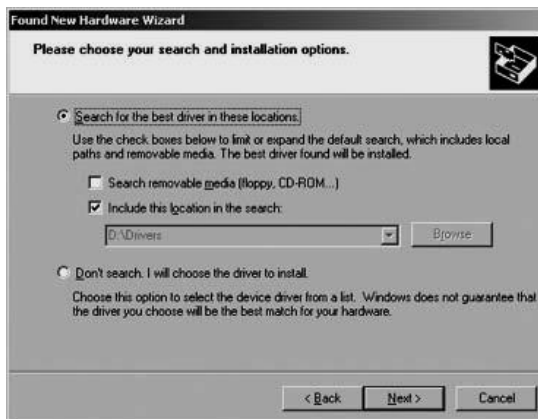 Found New Hardware Wizard
Please choose your search and installation options.
Search for the best driver in these locations.
Use the check boxes below to limit or expand the default search, which includes local
paths and removable media. The best driver found will be installed.
Search removable media (floppy, CD-ROM...)
Include this location in the search:
D:\Drivers
Browse
Don't search. I will choose the driver to install.
Choose this option to select the device driver from a list. Windows does not guarantee that
the driver you choose will be the best match for your hardware.
< Back Next > Cancel